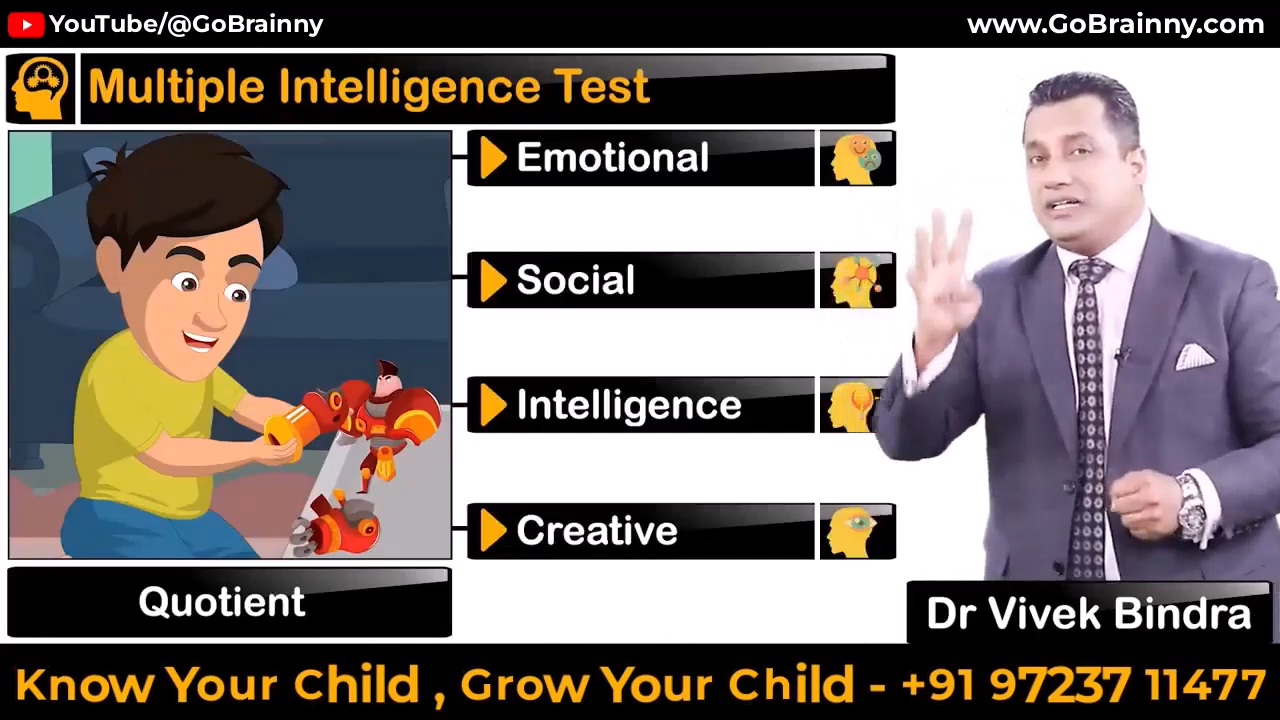 YouTube/@GoBrainny
www.GoBrainny.com
Multiple Intelligence Test
Emotional
Social
Intelligence
Creative
Quotient
Dr Vivek Bindra
Know Your Child , Grow Your Child - +91 97237 11477